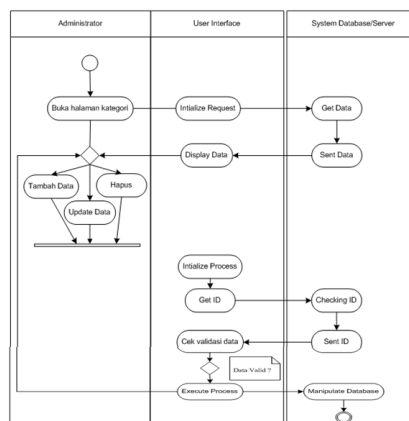 Administrator
User Interface
System Database/Server
Buka halaman kategori
Intialize Request
Get Data
Display Data
Sent Data
Tambah Data
Hapus
Update Data
Intialize Process
Get ID
Checking ID
Cek validasi data
Sent ID
Data Valid ?
Execute Process
Manipulate Database